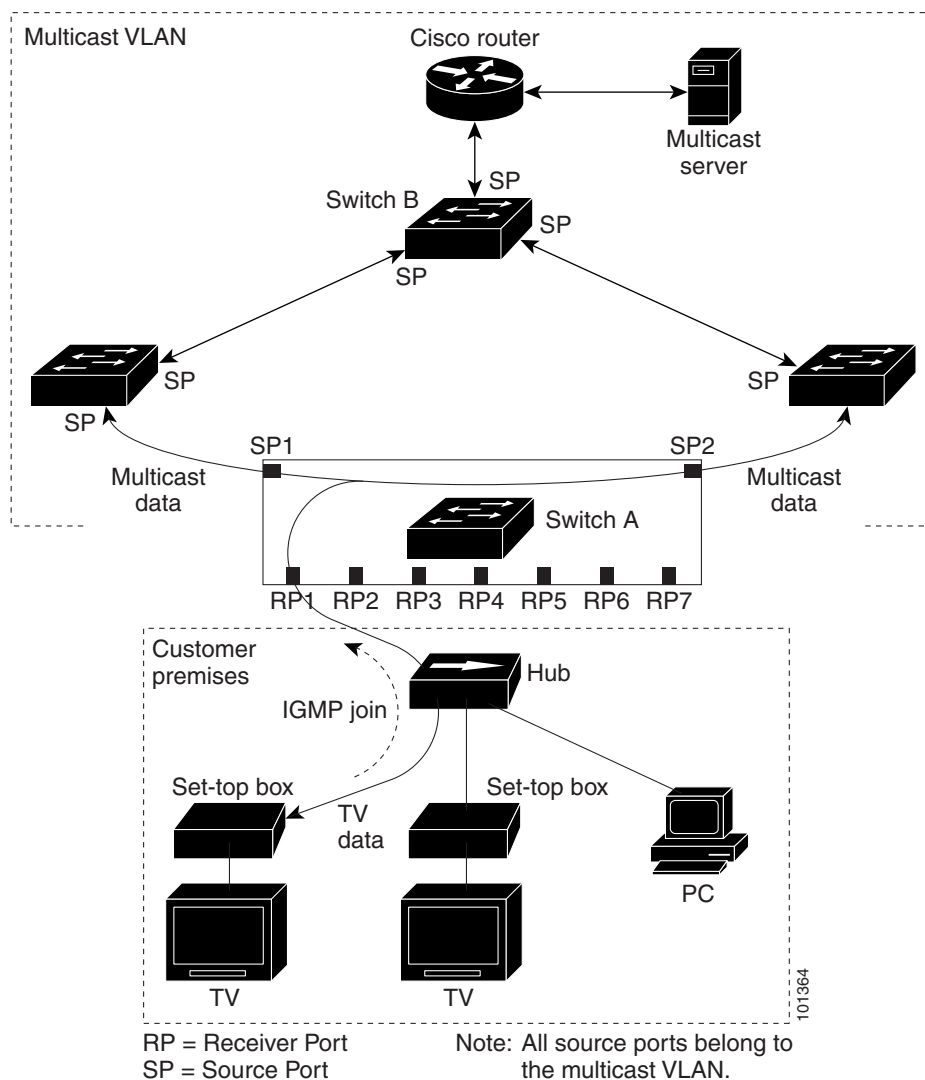 Multicast VLAN
Cisco router
Multicast
server
SP
Switch B
SP
SP
SP
SP
SP
SP1
SP2
Multicast
data
Multicast
data
Switch A
RP1
RP2
RP3
RP4
RP5
RP6
RP7
Customer
premises
Hub
IGMP join
Set-top box
Set-top box
TV
data
PC
TV
TV
101364
RP = Receiver Port
SP = Source Port
Note: All source ports belong to
the multicast VLAN.